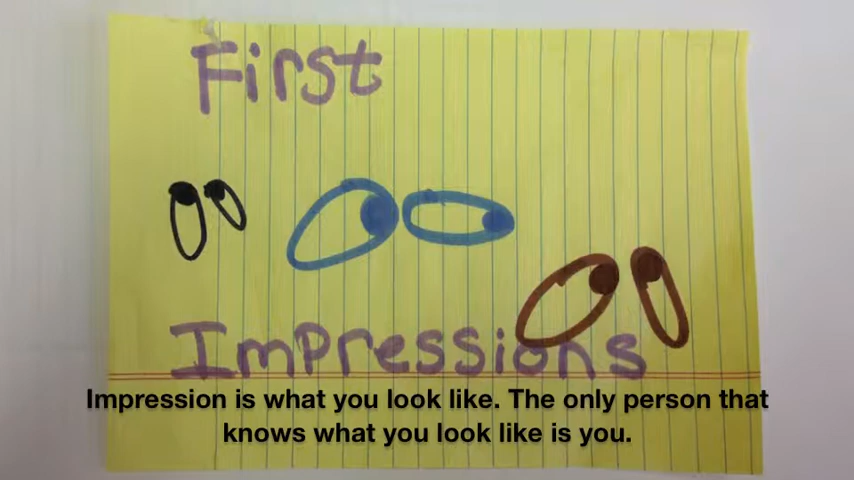 First
Impressions
Impression is what you look like. The only person that
knows what you look like is you.